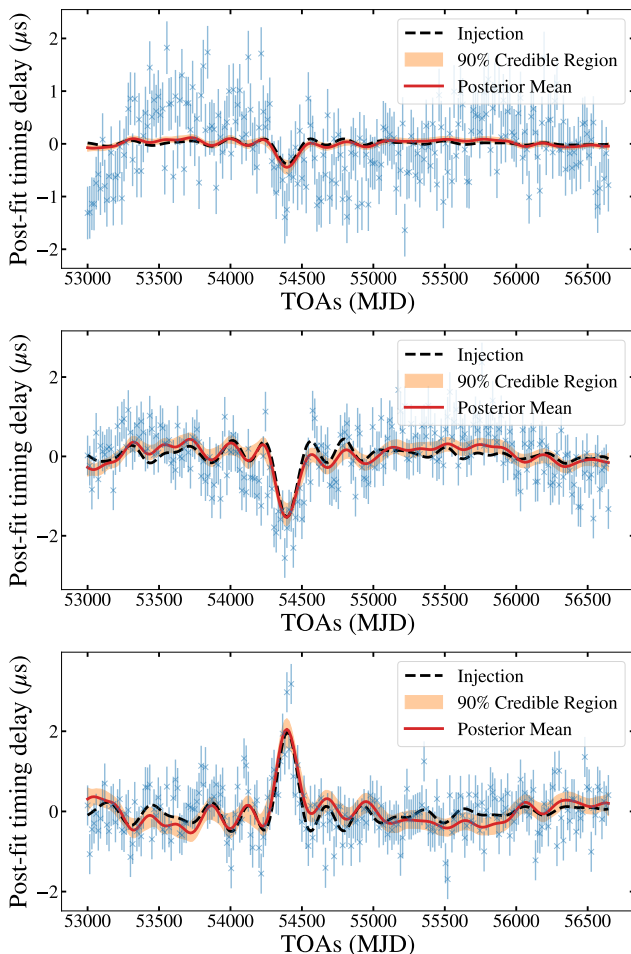 Post-fit timing delay (μs)
2
1
0
−1
−2
Injection
90% Credible Region
Posterior Mean
53000 53500 54000 54500 55000 55500 56000 56500
TOAs (MJD)
Post-fit timing delay (μs)
2
0
−2
Injection
90% Credible Region
Posterior Mean
53000 53500 54000 54500 55000 55500 56000 56500
TOAs (MJD)
Post-fit timing delay (μs)
2
0
−2
Injection
90% Credible Region
Posterior Mean
53000 53500 54000 54500 55000 55500 56000 56500
TOAs (MJD)